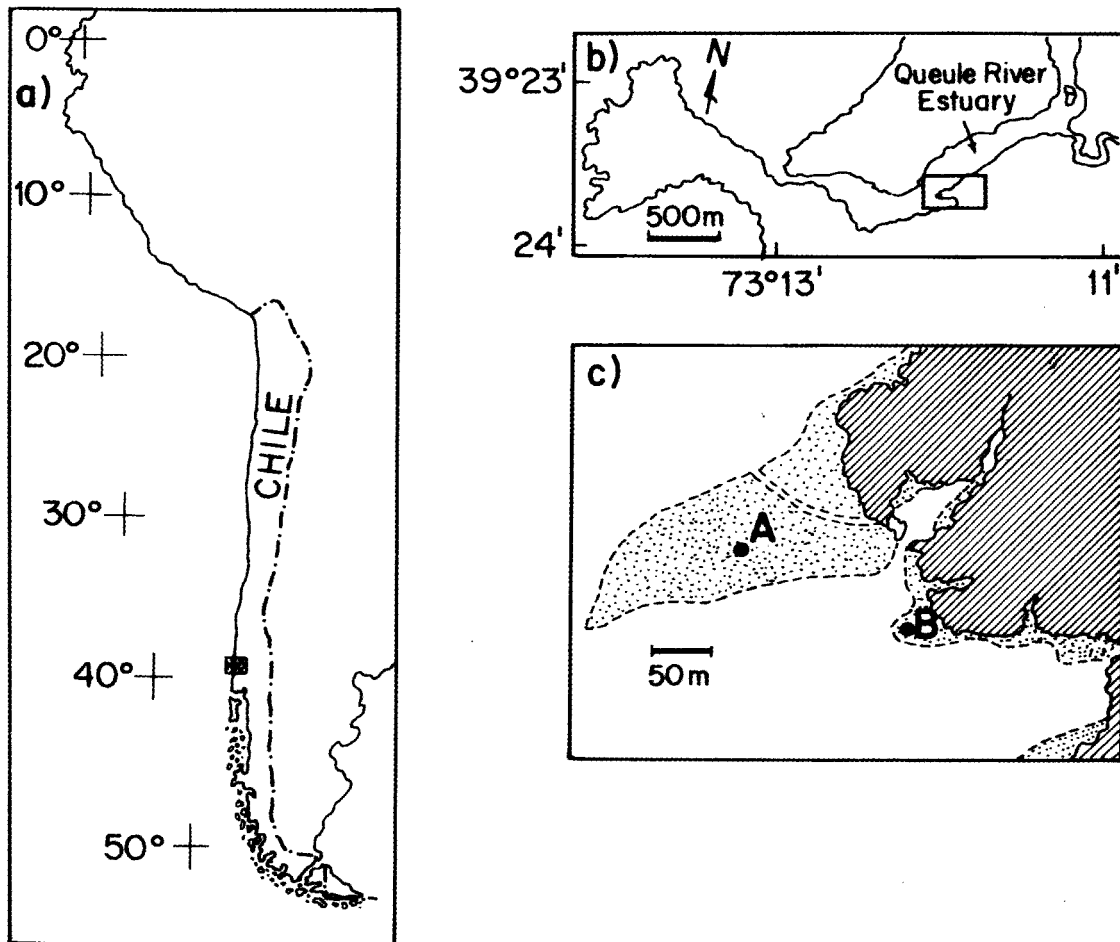 a)
0°
10°
20°
CHILE
30°
40°
50°
b)
N
39°23'
Queule River
Estuary
500m
24'
73°13'
11'
c)
A
B
50m